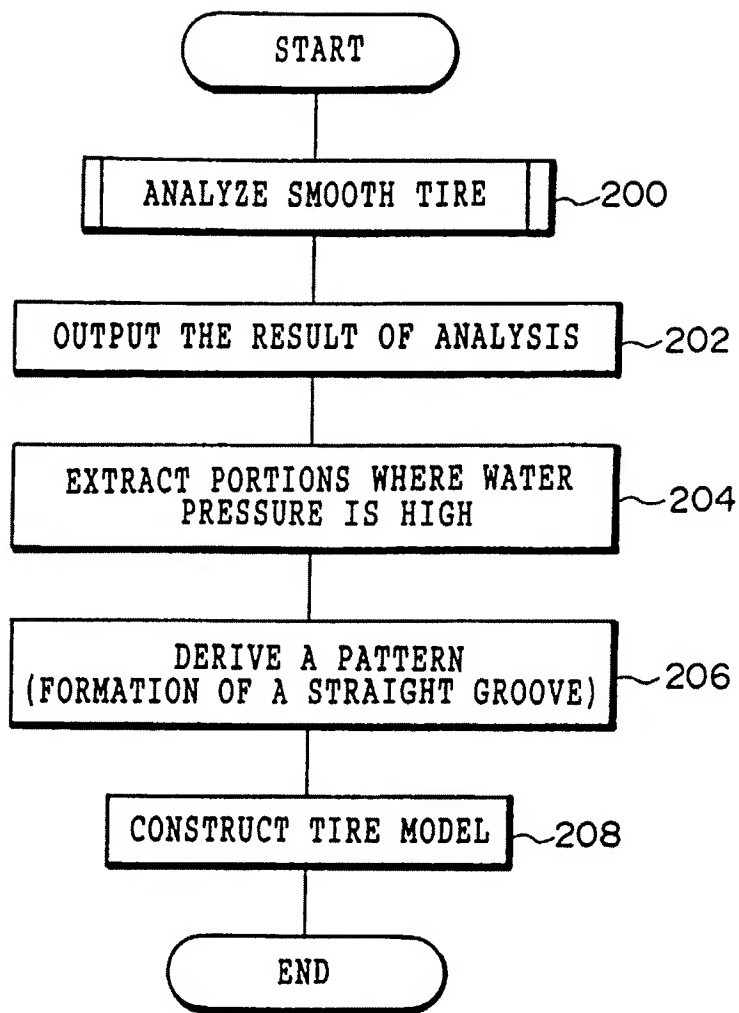 START
ANALYZE SMOOTH TIRE
200
OUTPUT THE RESULT OF ANALYSIS
202
EXTRACT PORTIONS WHERE WATER
PRESSURE IS HIGH
204
DERIVE A PATTERN
(FORMATION OF A STRAIGHT GROOVE)
206
CONSTRUCT TIRE MODEL
208
END